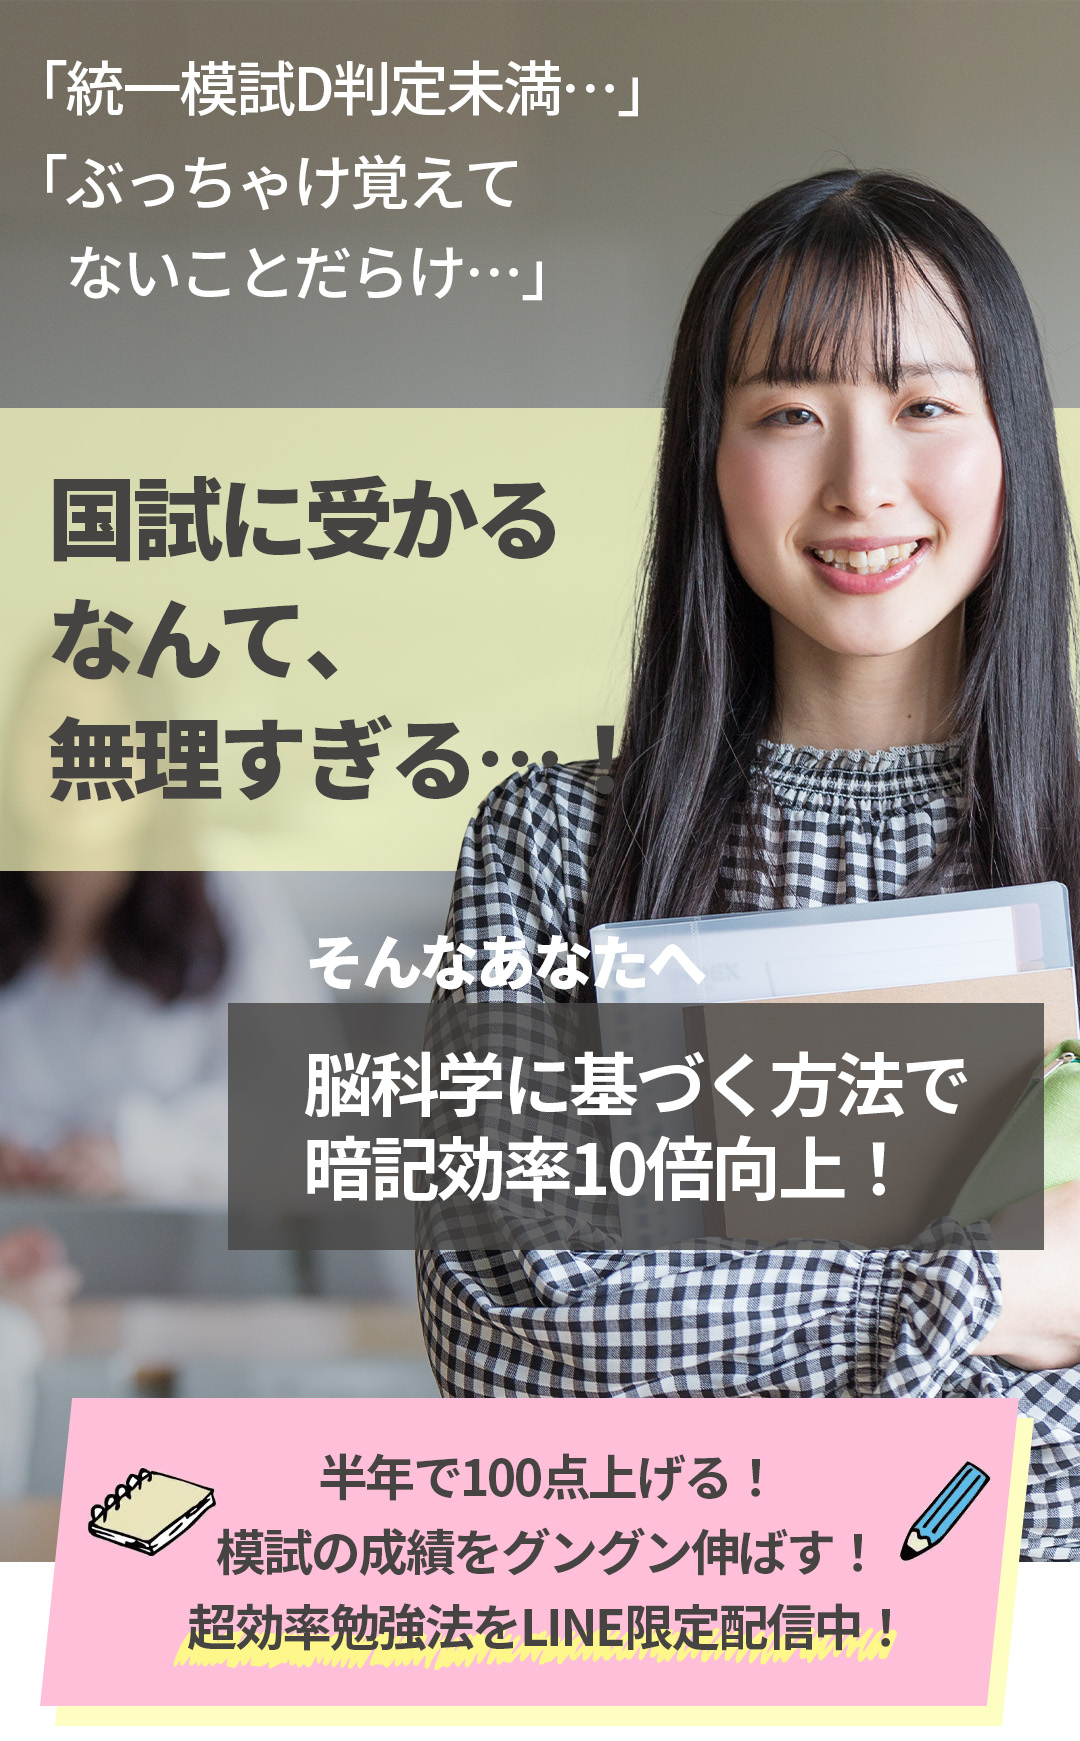 「統一模試D判定未満…」
「ぶっちゃけ覚えて
ないことだらけ…」
国試に受かる
なんて、
無理すぎる…！
そんなあなたへ
脳科学に基づく方法で
暗記効率10倍向上！
半年で100点上げる！
模試の成績をグングン伸ばす！
超効率勉強法をLINE限定配信中！